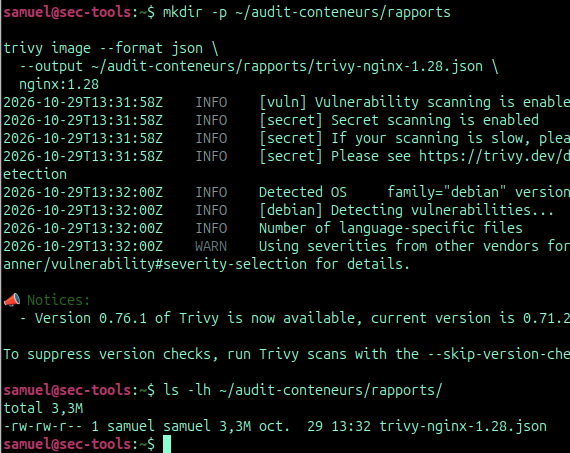 samuel@sec-tools:~$ mkdir -p ~/audit-conteneurs/rapports
trivy image --format json \
--output ~/audit-conteneurs/rapports/trivy-nginx-1.28.json \
nginx:1.28
2026-10-29T13:31:58Z INFO [vuln] Vulnerability scanning is enable
2026-10-29T13:31:58Z INFO [secret] Secret scanning is enabled
2026-10-29T13:31:58Z INFO [secret] If your scanning is slow, plea
2026-10-29T13:31:58Z INFO [secret] Please see https://trivy.dev/d
etection
2026-10-29T13:32:00Z INFO Detected OS family="debian" version
2026-10-29T13:32:00Z INFO [debian] Detecting vulnerabilities...
2026-10-29T13:32:00Z INFO Number of language-specific files
2026-10-29T13:32:00Z WARN Using severities from other vendors for
anner/vulnerability#severity-selection for details.
📣 Notices:
- Version 0.76.1 of Trivy is now available, current version is 0.71.2
To suppress version checks, run Trivy scans with the --skip-version-che
samuel@sec-tools:~$ ls -lh ~/audit-conteneurs/rapports/
total 3,3M
-rw-rw-r-- 1 samuel samuel 3,3M oct. 29 13:32 trivy-nginx-1.28.json
samuel@sec-tools:~$